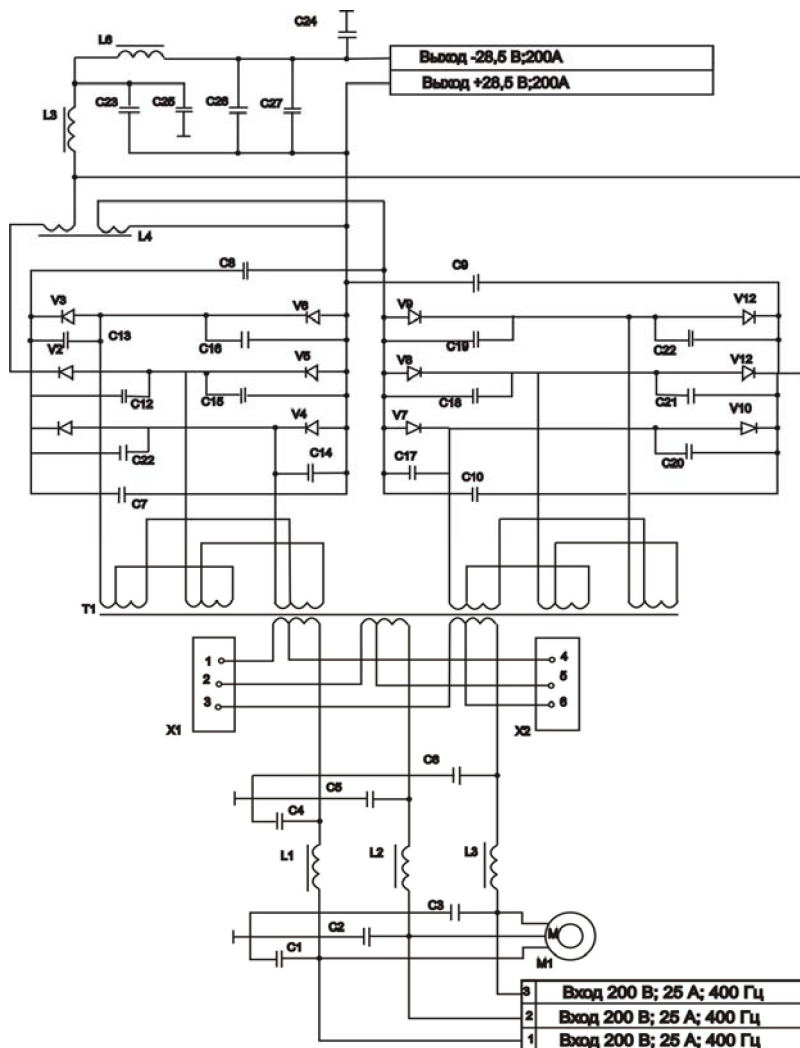 C24
L6
Выход -28,5 В;200А
Выход +28,5 В;200А
C23
C25
C26
C27
L3
L4
C8
C9
V3
V6
V9
V12
C13
V2
C16
C19
C22
V5
V8
V12
C12
C15
C18
C21
V4
V7
V10
C22
C14
C17
C20
C7
C10
T1
1
2
3
4
5
6
X1
X2
C6
C5
C4
L1
L2
L3
C3
C2
C1
M
M1
3 Вход 200 В; 25 А; 400 Гц
2 Вход 200 В; 25 А; 400 Гц
1 Вход 200 В; 25 А; 400 Гц